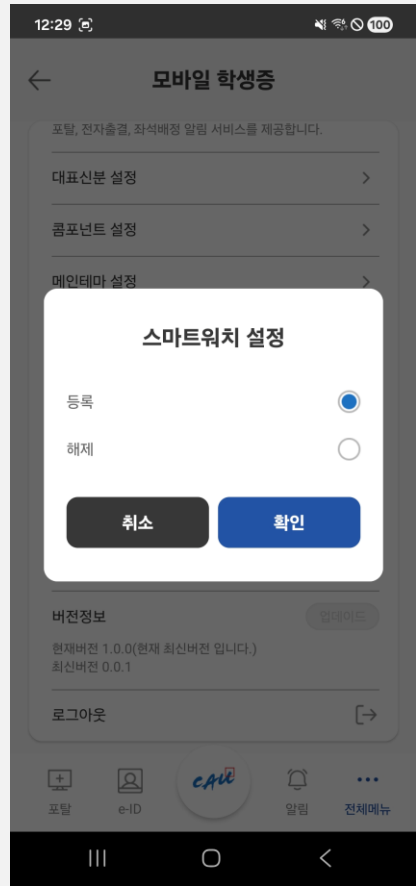 12:29
100
모바일 학생증
포탈, 전자출결, 좌석배정 알림 서비스를 제공합니다.
대표신분 설정
콤포넌트 설정
메인테마 설정
스마트워치 설정
등록
해제
취소
확인
버전정보
업데이드
현재버전 1.0.0(현재 최신버전 입니다.)
최신버전 0.0.1
로그아웃
CAU
포탈
e-ID
알림
전체메뉴